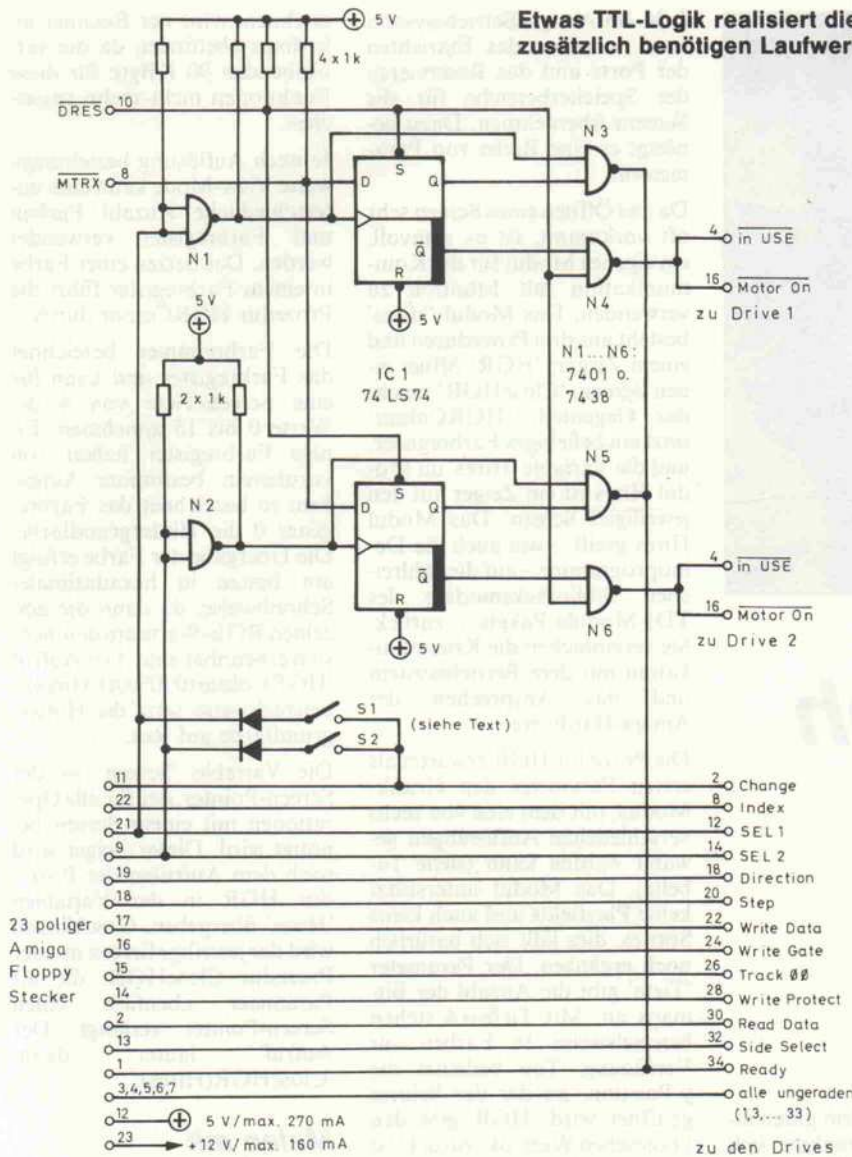 Etwas TTL-Logik realisiert die
zusätzlich benötigen Laufwer
5 V
4 x 1k
DRES 10
MTRX 8
N1
S
D Q
Q
R
5 V
N3
N4
4 in USE
16 Motor On
zu Drive 1
5 V
2 x 1k
IC 1
74 LS 74
N1...N6:
7401 o.
7438
N2
S
D Q
Q
R
5 V
N5
N6
4 in USE
16 Motor On
zu Drive 2
S1
S2
(siehe Text)
23 poliger
Amiga
Floppy
Stecker
11
22
21
9
19
18
17
16
15
14
2
13
1
3,4,5,6,7
12 5 V/max. 270 mA
23 +12 V/max. 160 mA
2 Change
8 Index
12 SEL 1
14 SEL 2
18 Direction
20 Step
22 Write Data
24 Write Gate
26 Track 00
28 Write Protect
30 Read Data
32 Side Select
34 Ready
alle ungeraden
(1,3,...33)
zu den Drives